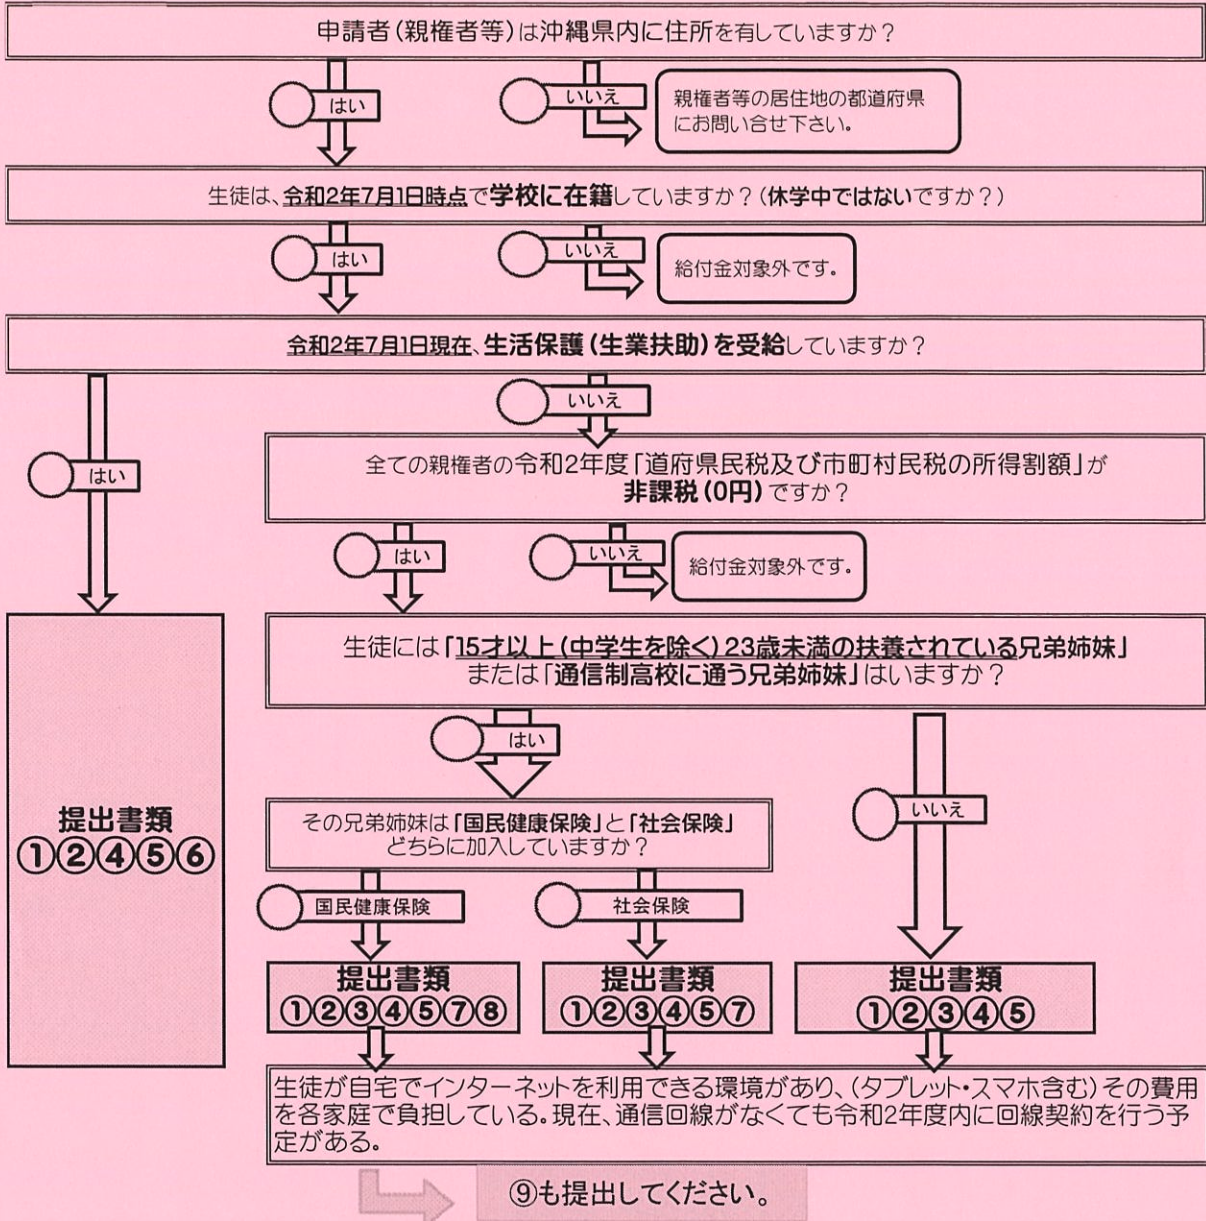 申請者(親権者等)は沖縄県内に住所を有していますか?
はい
いいえ
親権者等の居住地の都道府県
にお問い合せ下さい。
生徒は、令和2年7月1日時点で学校に在籍していますか?(休学中ではないですか?)
はい
いいえ
給付金対象外です。
令和2年7月1日現在、生活保護(生業扶助)を受給していますか?
はい
いいえ
全ての親権者の令和2年度「道府県民税及び市町村民税の所得割額」が
非課税(0円)ですか?
はい
いいえ
給付金対象外です。
生徒には「15才以上(中学生を除く)23歳未満の扶養されている兄弟姉妹」
または「通信制高校に通う兄弟姉妹」はいますか?
はい
いいえ
その兄弟姉妹は「国民健康保険」と「社会保険」
どちらに加入していますか?
国民健康保険
社会保険
提出書類
①②④⑤⑥
提出書類
①②③④⑤⑦⑧
提出書類
①②③④⑤⑦
提出書類
①②③④⑤
生徒が自宅でインターネットを利用できる環境があり、(タブレット・スマホ含む)その費用
を各家庭で負担している。現在、通信回線がなくても令和2年度内に回線契約を行う予
定がある。
⑨も提出してください。